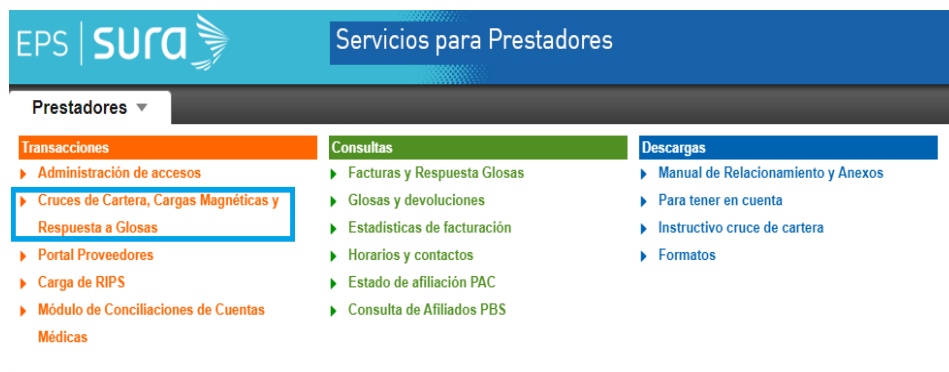 EPS sura
Servicios para Prestadores
Prestadores
Transacciones
Administración de accesos
Cruces de Cartera, Cargas Magnéticas y
Respuesta a Glosas
Portal Proveedores
Carga de RIPS
Módulo de Conciliaciones de Cuentas
Médicas
Consultas
Facturas y Respuesta Glosas
Glosas y devoluciones
Estadísticas de facturación
Horarios y contactos
Estado de afiliación PAC
Consulta de Afiliados PBS
Descargas
Manual de Relacionamiento y Anexos
Para tener en cuenta
Instructivo cruce de cartera
Formatos